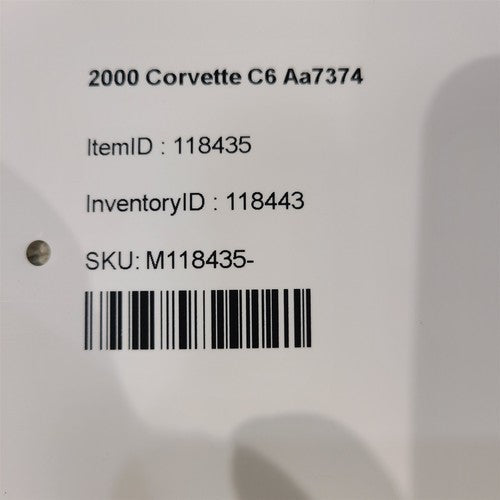 2000 Corvette C6 Aa7374
ItemID : 118435
InventoryID : 118443
SKU: M118435-